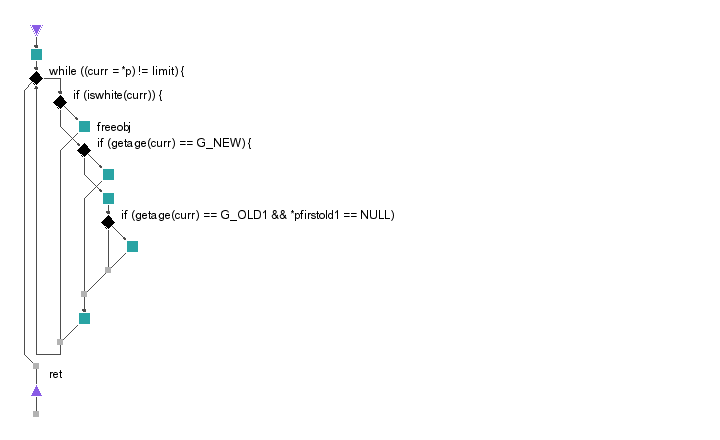 while ((curr = *p) != limit) {
if (iswhite(curr)) {
freeobj
if (getage(curr) == G_NEW) {
if (getage(curr) == G_OLD1 && *pfirstold1 == NULL)
ret